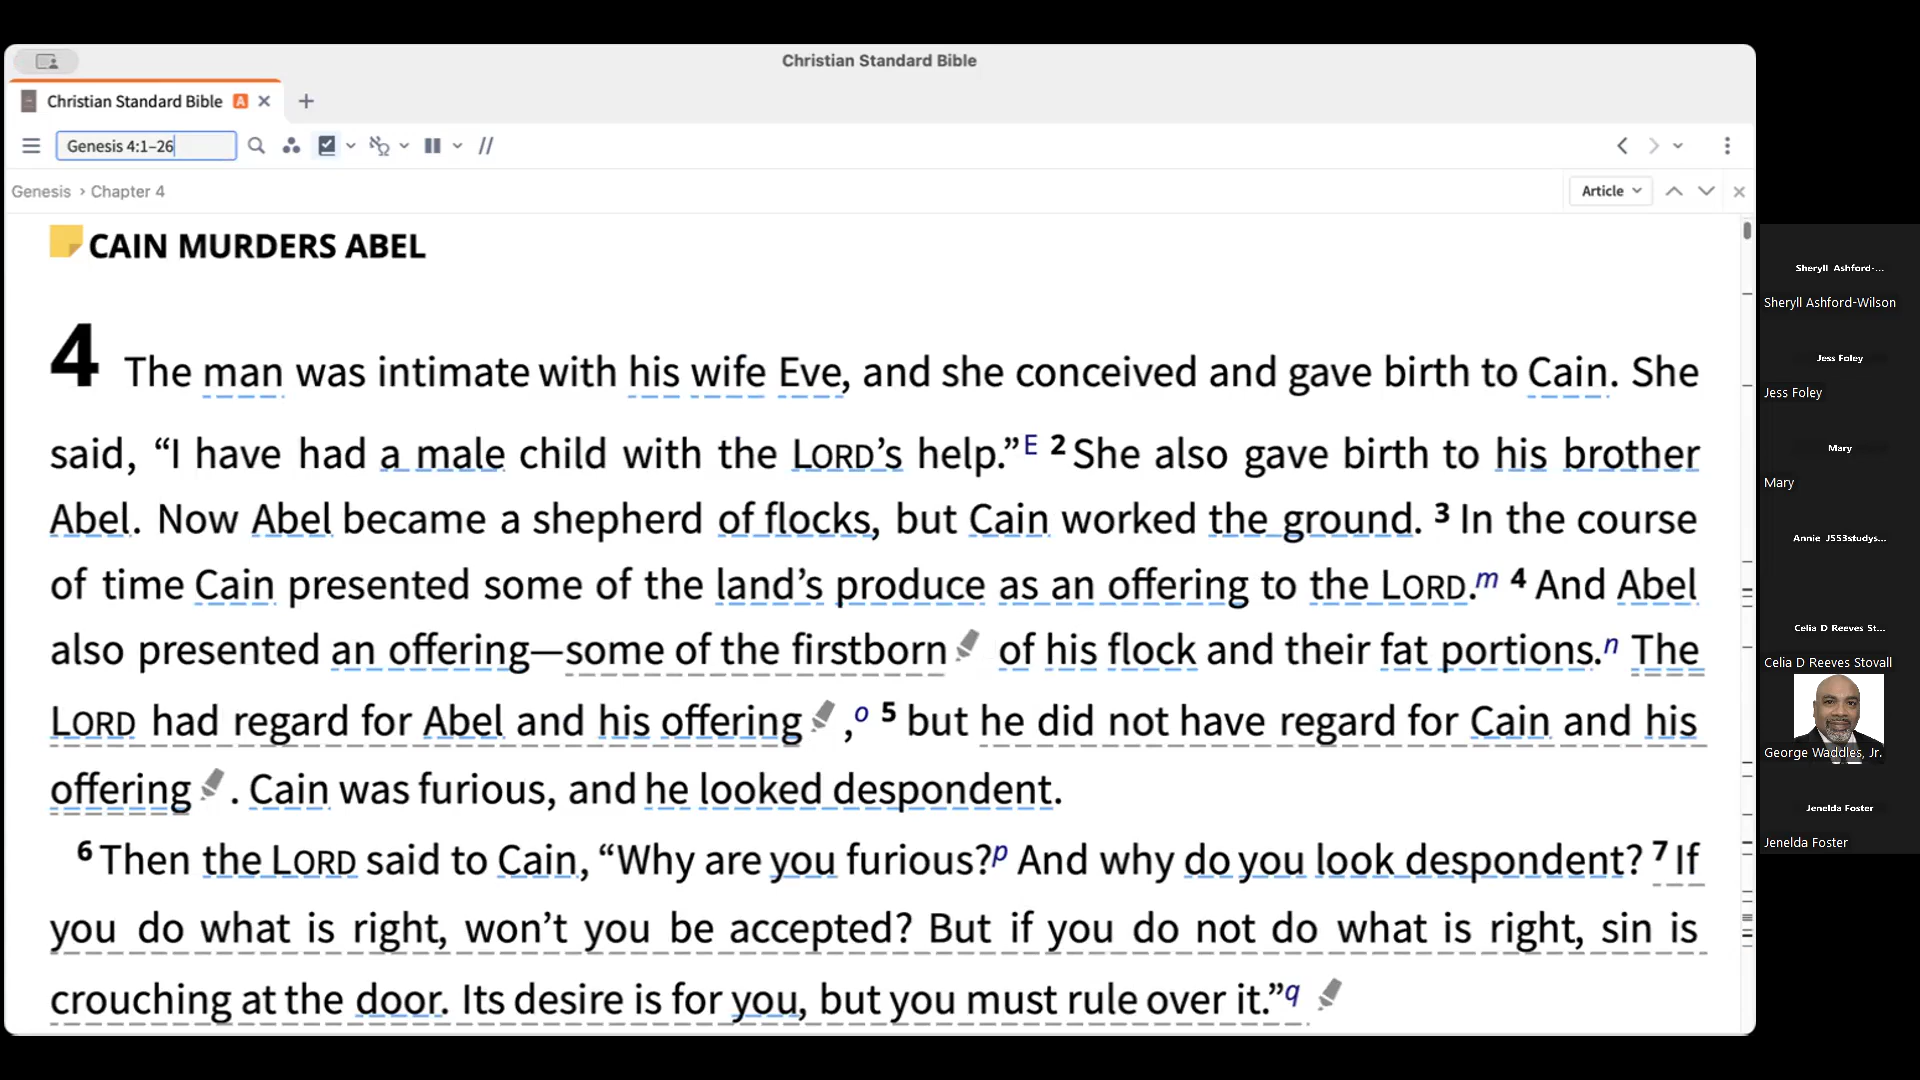 Christian Standard Bible
Christian Standard Bible A
Genesis 4:1–26
Genesis › Chapter 4
Article
CAIN MURDERS ABEL
4 The man was intimate with his wife Eve, and she conceived and gave birth to Cain. She
said, “I have had a male child with the LORD’s help.”E 2 She also gave birth to his brother
Abel. Now Abel became a shepherd of flocks, but Cain worked the ground. 3 In the course
of time Cain presented some of the land’s produce as an offering to the LORD.m 4 And Abel
also presented an offering—some of the firstborn of his flock and their fat portions.n The
LORD had regard for Abel and his offering,o 5 but he did not have regard for Cain and his
offering. Cain was furious, and he looked despondent.
6 Then the LORD said to Cain, “Why are you furious?p And why do you look despondent? 7 If
you do what is right, won’t you be accepted? But if you do not do what is right, sin is
crouching at the door. Its desire is for you, but you must rule over it.”q
Sheryll Ashford-...
Sheryll Ashford-Wilson
Jess Foley
Jess Foley
Mary
Mary
Annie J553studys...
Celia D Reeves St...
Celia D Reeves Stovall
George Waddles, Jr.
Jenelda Foster
Jenelda Foster